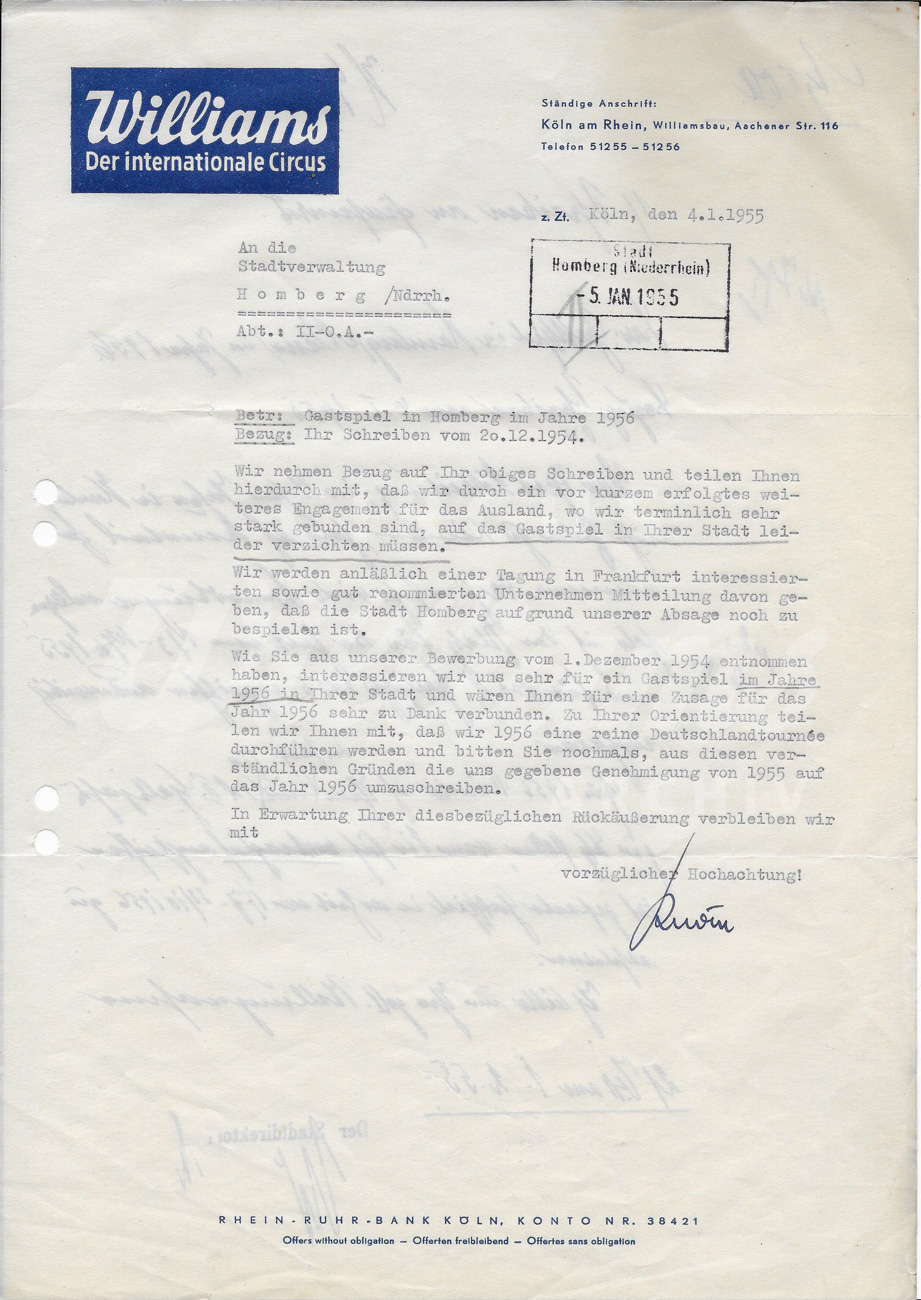 Williams
Der internationale Circus
Ständige Anschrift:
Köln am Rhein, Williamsbau, Aachener Str. 116
Telefon 51255 – 51256
z. Zt. Köln, den 4.1.1955
An die
Stadtverwaltung
H o m b e r g /Ndrrh.
=====================
Abt.: II-O.A.-
Stadt
Homberg (Niederrhein)
-5. JAN. 1955
II
Betr: Gastspiel in Homberg im Jahre 1956
Bezug: Ihr Schreiben vom 2o.12.1954.
Wir nehmen Bezug auf Ihr obiges Schreiben und teilen Ihnen
hierdurch mit, daß wir durch ein vor kurzem erfolgtes wei-
teres Engagement für das Ausland, wo wir terminlich sehr
stark gebunden sind, auf das Gastspiel in Ihrer Stadt lei-
der verzichten müssen.
Wir werden anläßlich einer Tagung in Frankfurt interessier-
ten sowie gut renommierten Unternehmen Mitteilung davon ge-
ben, daß die Stadt Homberg aufgrund unserer Absage noch zu
bespielen ist.
Wie Sie aus unserer Bewerbung vom 1.Dezember 1954 entnommen
haben, interessieren wir uns sehr für ein Gastspiel im Jahre
1956 in Ihrer Stadt und wären Ihnen für eine Zusage für das
Jahr 1956 sehr zu Dank verbunden. Zu Ihrer Orientierung tei-
len wir Ihnen mit, daß wir 1956 eine reine Deutschlandtournée
durchführen werden und bitten Sie nochmals, aus diesen ver-
ständlichen Gründen die uns gegebene Genehmigung von 1955 auf
das Jahr 1956 umzuschreiben.
In Erwartung Ihrer diesbezüglichen Rückäußerung verbleiben wir
mit
vorzüglicher Hochachtung!
Der Stadtdirektor:
RHEIN-RUHR-BANK KÖLN, KONTO NR. 38421
Offers without obligation — Offerten freibleibend — Offertes sans obligation